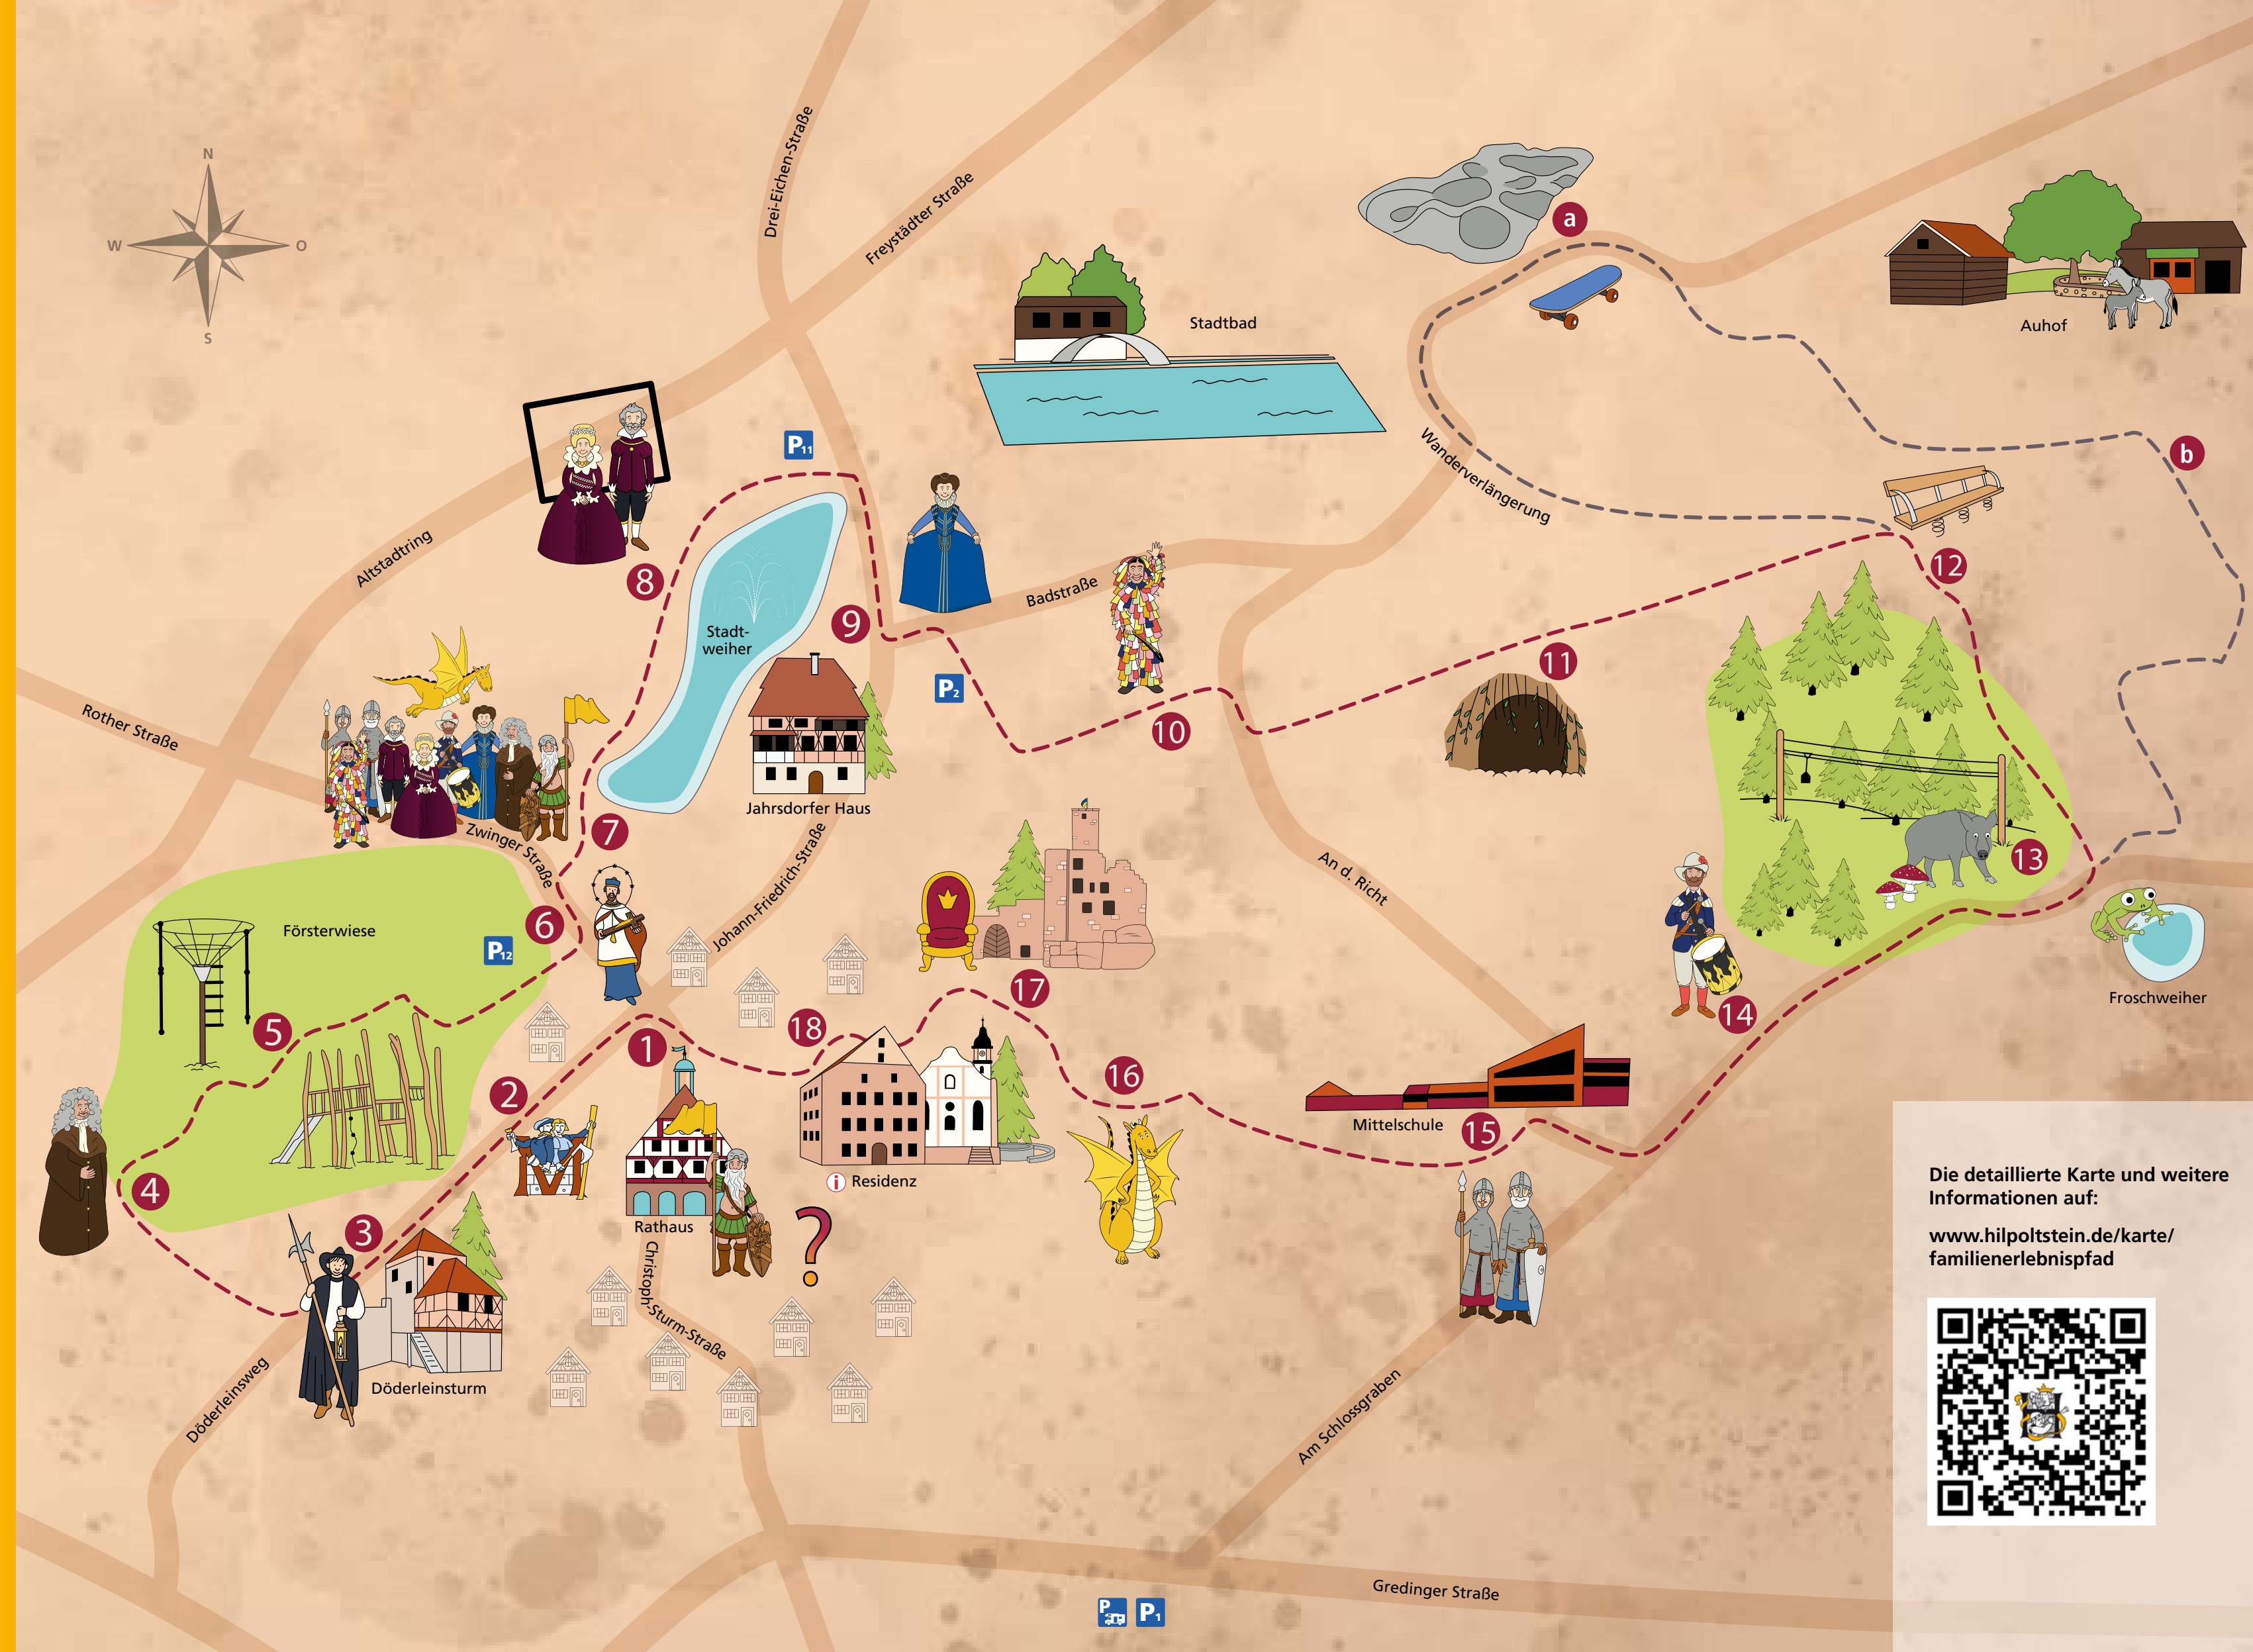 N
W
O
S
Drei-Eichen-Straße
Freystädter Straße
a
Stadtbad
Auhof
P11
b
Wanderverlängerung
Altstadtring
8
12
Badstraße
9
Stadt-
weiher
11
P2
10
Rother Straße
Jahrsdorfer Haus
7
Zwinger Straße
13
An d. Richt
Johann-Friedrich-Straße
6
Försterwiese
P12
17
14
Froschweiher
5
18
1
16
2
Mittelschule
15
4
Residenz
i
3
Rathaus
?
Christoph-Sturm-Straße
Döderleinsturm
Döderleinsweg
Am Schlossgraben
Die detaillierte Karte und weitere
Informationen auf:
www.hilpoltstein.de/karte/
familienerlebnispfad
H
Gredinger Straße
P
P1